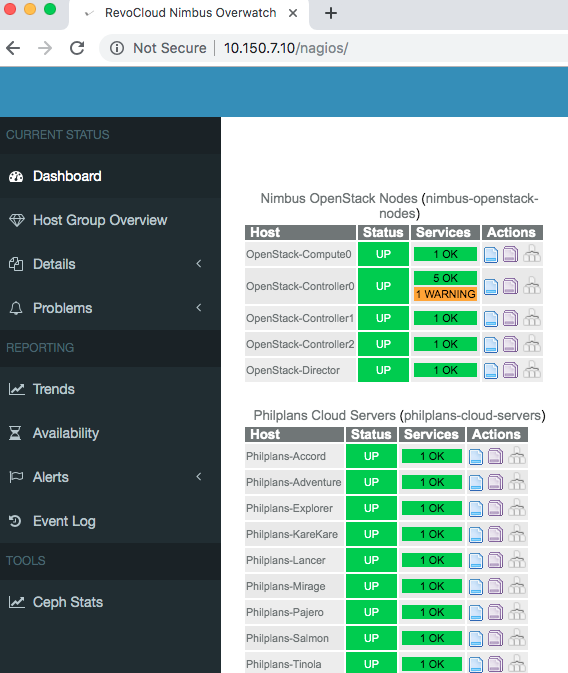 RevoCloud Nimbus Overwatch
Not Secure 10.150.7.10/nagios/
CURRENT STATUS
Dashboard
Host Group Overview
Details
Problems
REPORTING
Trends
Availability
Alerts
Event Log
TOOLS
Ceph Stats
Nimbus OpenStack Nodes (nimbus-openstack-
nodes)
Host Status Services Actions
OpenStack-Compute0 UP 1 OK
OpenStack-Controller0 UP 5 OK
1 WARNING
OpenStack-Controller1 UP 1 OK
OpenStack-Controller2 UP 1 OK
OpenStack-Director UP 1 OK
Philplans Cloud Servers (philplans-cloud-servers)
Host Status Services Actions
Philplans-Accord UP 1 OK
Philplans-Adventure UP 1 OK
Philplans-Explorer UP 1 OK
Philplans-KareKare UP 1 OK
Philplans-Lancer UP 1 OK
Philplans-Mirage UP 1 OK
Philplans-Pajero UP 1 OK
Philplans-Salmon UP 1 OK
Philplans-Tinola UP 1 OK